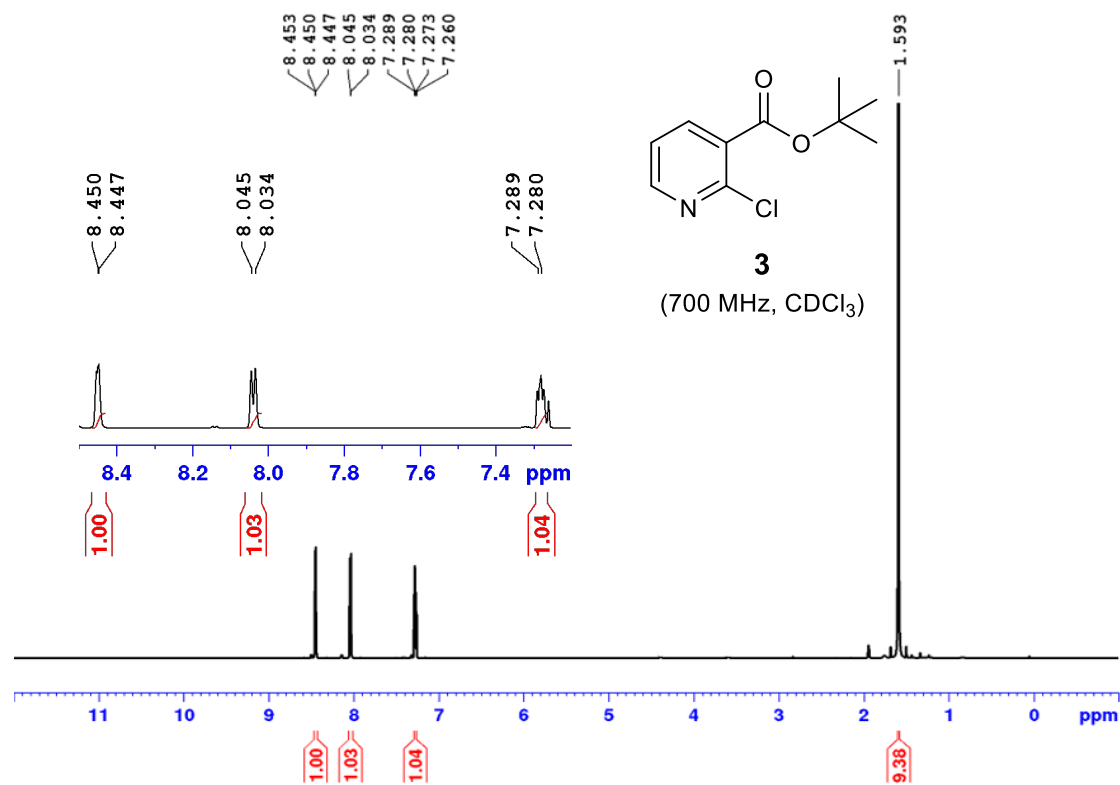 8.453
8.450
8.447
8.045
8.034
7.289
7.280
7.273
7.260
1.593
8.450
8.447
8.045
8.034
7.289
7.280
O
O
N
Cl
3
(700 MHz, CDCl₃)
8.4 8.2 8.0 7.8 7.6 7.4 ppm
1.00 1.03 1.04
11 10 9 8 7 6 5 4 3 2 1 0 ppm
1.00 1.03 1.04 9.38